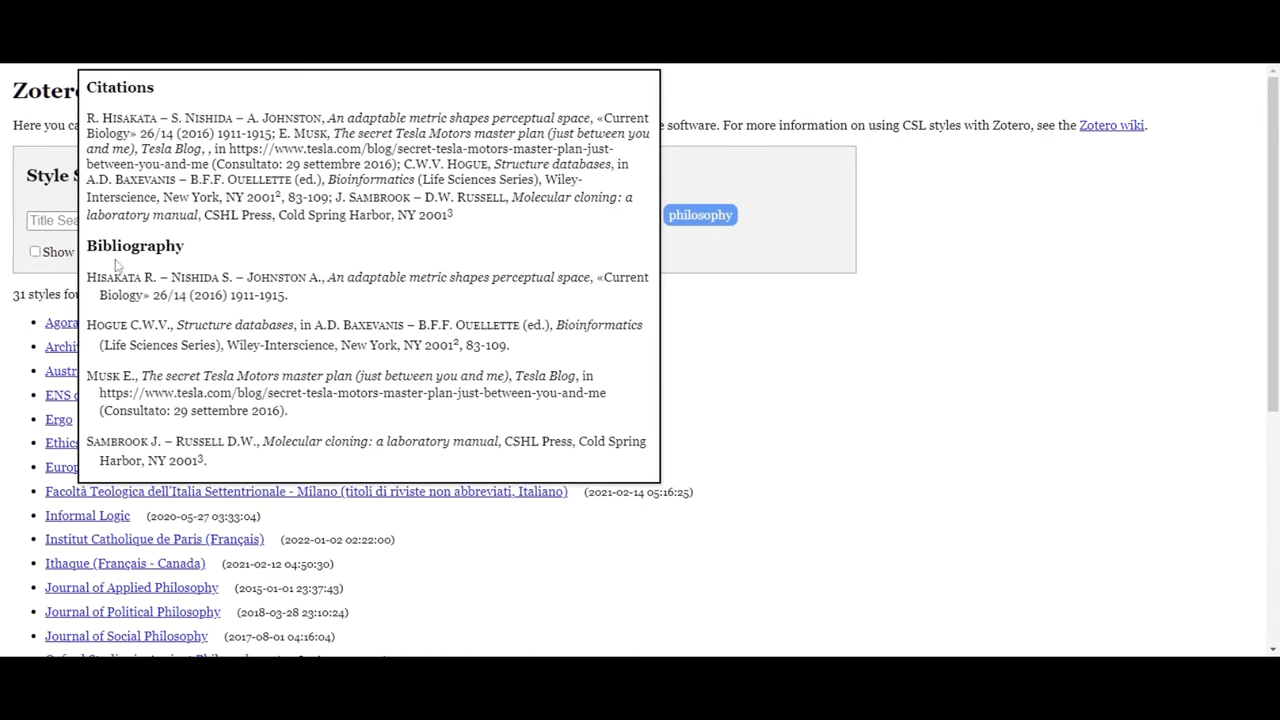 Zotero
Here you ca
e software. For more information on using CSL styles with Zotero, see the Zotero wiki.
Style S
Title Sea
philosophy
Show
31 styles fou
Citations
R. HISAKATA – S. NISHIDA – A. JOHNSTON, An adaptable metric shapes perceptual space, «Current
Biology» 26/14 (2016) 1911-1915; E. MUSK, The secret Tesla Motors master plan (just between you
and me), Tesla Blog, , in https://www.tesla.com/blog/secret-tesla-motors-master-plan-just-
between-you-and-me (Consultato: 29 settembre 2016); C.W.V. HOGUE, Structure databases, in
A.D. BAXEVANIS – B.F.F. OUELLETTE (ed.), Bioinformatics (Life Sciences Series), Wiley-
Interscience, New York, NY 2001², 83-109; J. SAMBROOK – D.W. RUSSELL, Molecular cloning: a
laboratory manual, CSHL Press, Cold Spring Harbor, NY 2001³
Bibliography
HISAKATA R. – NISHIDA S. – JOHNSTON A., An adaptable metric shapes perceptual space, «Current
Biology» 26/14 (2016) 1911-1915.
HOGUE C.W.V., Structure databases, in A.D. BAXEVANIS – B.F.F. OUELLETTE (ed.), Bioinformatics
(Life Sciences Series), Wiley-Interscience, New York, NY 2001², 83-109.
MUSK E., The secret Tesla Motors master plan (just between you and me), Tesla Blog, in
https://www.tesla.com/blog/secret-tesla-motors-master-plan-just-between-you-and-me
(Consultato: 29 settembre 2016).
SAMBROOK J. – RUSSELL D.W., Molecular cloning: a laboratory manual, CSHL Press, Cold Spring
Harbor, NY 2001³.
Agora
Archi
Austr
ENS d
Ergo
Ethics
Europ
Facoltà Teologica dell'Italia Settentrionale - Milano (titoli di riviste non abbreviati, Italiano) (2021-02-14 05:16:25)
Informal Logic (2020-05-27 03:33:04)
Institut Catholique de Paris (Français) (2022-01-02 02:22:00)
Ithaque (Français - Canada) (2021-02-12 04:50:30)
Journal of Applied Philosophy (2015-01-01 23:37:43)
Journal of Political Philosophy (2018-03-28 23:10:24)
Journal of Social Philosophy (2017-08-01 04:16:04)